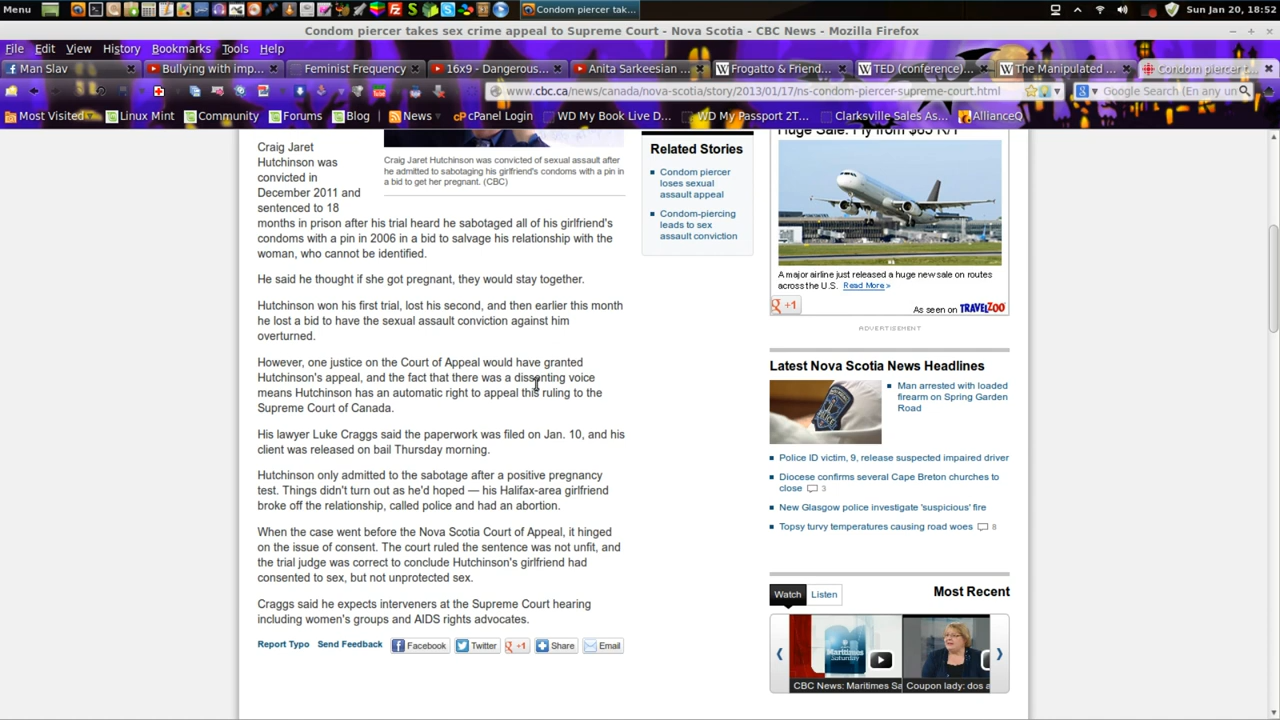 Menu
Condom piercer tak...
Sun Jan 20, 18:52
Condom piercer takes sex crime appeal to Supreme Court - Nova Scotia - CBC News - Mozilla Firefox
File Edit View History Bookmarks Tools Help
Man Slav
Bullying with imp...
Feminist Frequency
16x9 - Dangerous...
Anita Sarkeesian ...
Frogatto & Friend...
TED (conference)...
The Manipulated ...
Condom piercer t...
www.cbc.ca/news/canada/nova-scotia/story/2013/01/17/ns-condom-piercer-supreme-court.html
Google Search (En any un
Most Visited
Linux Mint
Community
Forums
Blog
News
cPanel Login
WD My Book Live D...
WD My Passport 2T...
Clarksville Sales As...
AllianceQ
Craig Jaret Hutchinson was convicted of sexual assault after
he admitted to sabotaging his girlfriend's condoms with a pin in
a bid to get her pregnant. (CBC)
Craig Jaret
Hutchinson was
convicted in
December 2011 and
sentenced to 18
months in prison after his trial heard he sabotaged all of his girlfriend's
condoms with a pin in 2006 in a bid to salvage his relationship with the
woman, who cannot be identified.
He said he thought if she got pregnant, they would stay together.
Hutchinson won his first trial, lost his second, and then earlier this month
he lost a bid to have the sexual assault conviction against him
overturned.
However, one justice on the Court of Appeal would have granted
Hutchinson's appeal, and the fact that there was a dissenting voice
means Hutchinson has an automatic right to appeal this ruling to the
Supreme Court of Canada.
His lawyer Luke Craggs said the paperwork was filed on Jan. 10, and his
client was released on bail Thursday morning.
Hutchinson only admitted to the sabotage after a positive pregnancy
test. Things didn't turn out as he'd hoped — his Halifax-area girlfriend
broke off the relationship, called police and had an abortion.
When the case went before the Nova Scotia Court of Appeal, it hinged
on the issue of consent. The court ruled the sentence was not unfit, and
the trial judge was correct to conclude Hutchinson's girlfriend had
consented to sex, but not unprotected sex.
Craggs said he expects interveners at the Supreme Court hearing
including women's groups and AIDS rights advocates.
Report Typo
Send Feedback
Facebook
Twitter
+1
Share
Email
Related Stories
Condom piercer
loses sexual
assault appeal
Condom-piercing
leads to sex
assault conviction
Huge Sale: Fly from $65 R/T
A major airline just released a huge new sale on routes
across the U.S. Read More »
g +1
As seen on TRAVELZOO
ADVERTISEMENT
Latest Nova Scotia News Headlines
Man arrested with loaded
firearm on Spring Garden
Road
Police ID victim, 9, release suspected impaired driver
Diocese confirms several Cape Breton churches to
close 3
New Glasgow police investigate 'suspicious' fire
Topsy turvy temperatures causing road woes 8
Watch
Listen
Most Recent
Maritimes
Saturday
CBC News: Maritimes Sa
Coupon lady: dos a